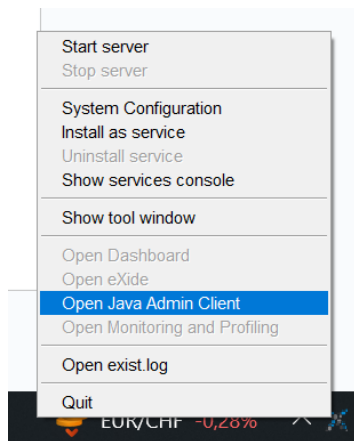 Start server
Stop server
System Configuration
Install as service
Uninstall service
Show services console
Show tool window
Open Dashboard
Open eXide
Open Java Admin Client
Open Monitoring and Profiling
Open exist.log
Quit
EUR/CHF -0,28%